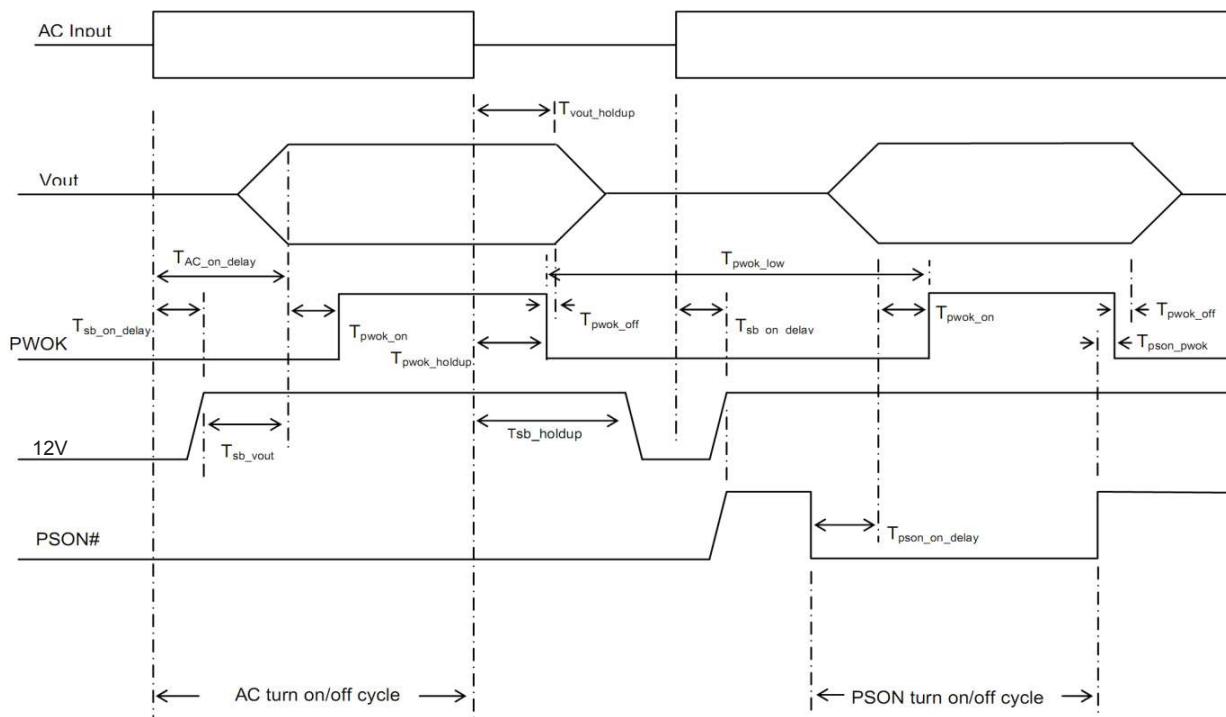 AC Input
T_vout_holdup
Vout
T_AC_on_delay
T_pwok_low
T_sb_on_delay
T_pwok_on
T_pwok_off
T_sb_on_delay
T_pwok_on
T_pwok_off
PWOK
T_pwok_holdup
T_pson_pwok
12V
T_sb_vout
Tsb_holdup
PSON#
T_pson_on_delay
AC turn on/off cycle
PSON turn on/off cycle